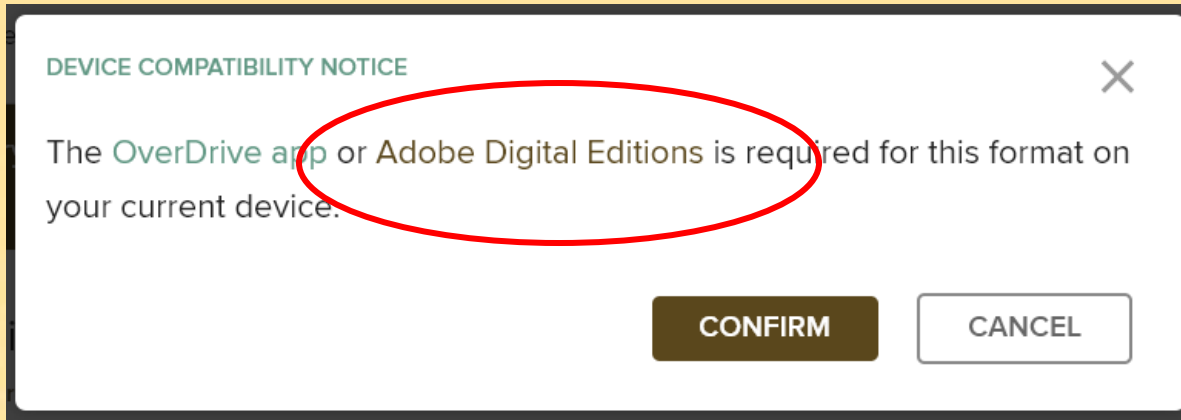 DEVICE COMPATIBILITY NOTICE
The OverDrive app or Adobe Digital Editions is required for this format on
your current device.
CONFIRM CANCEL